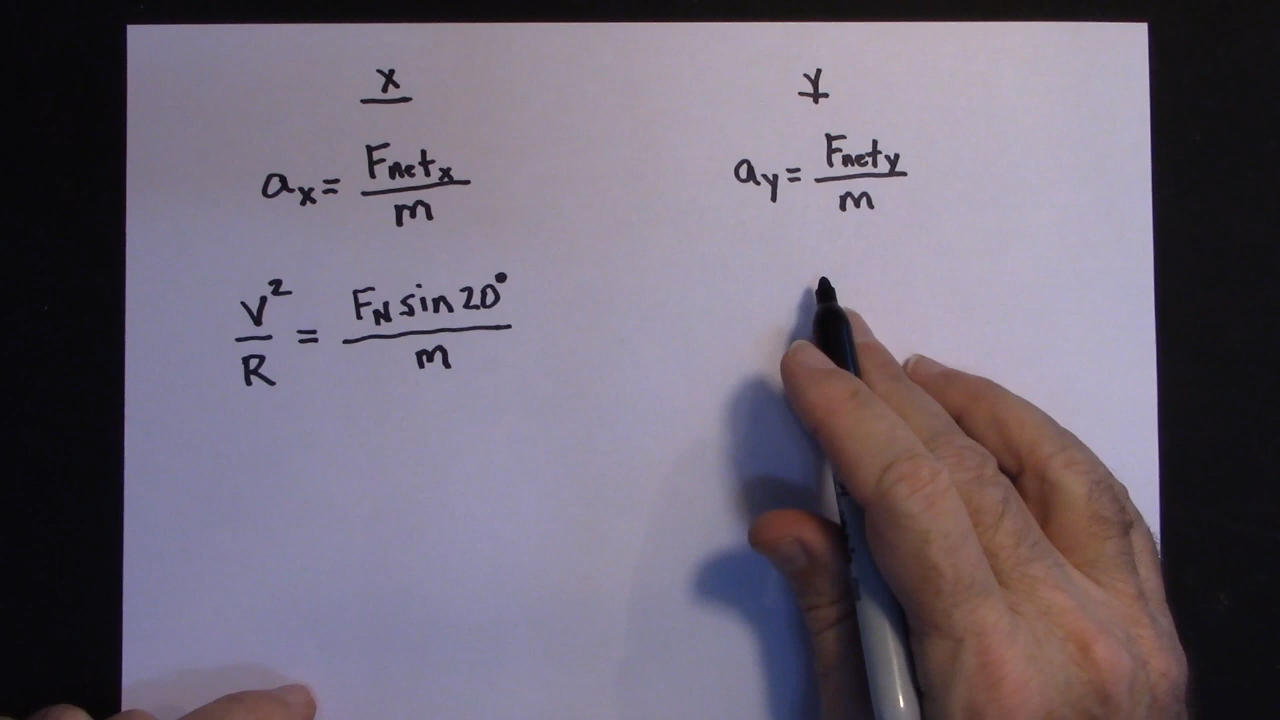 x y
ax = Fnetx / m ay = Fnety / m
v² / R = FN sin 20° / m